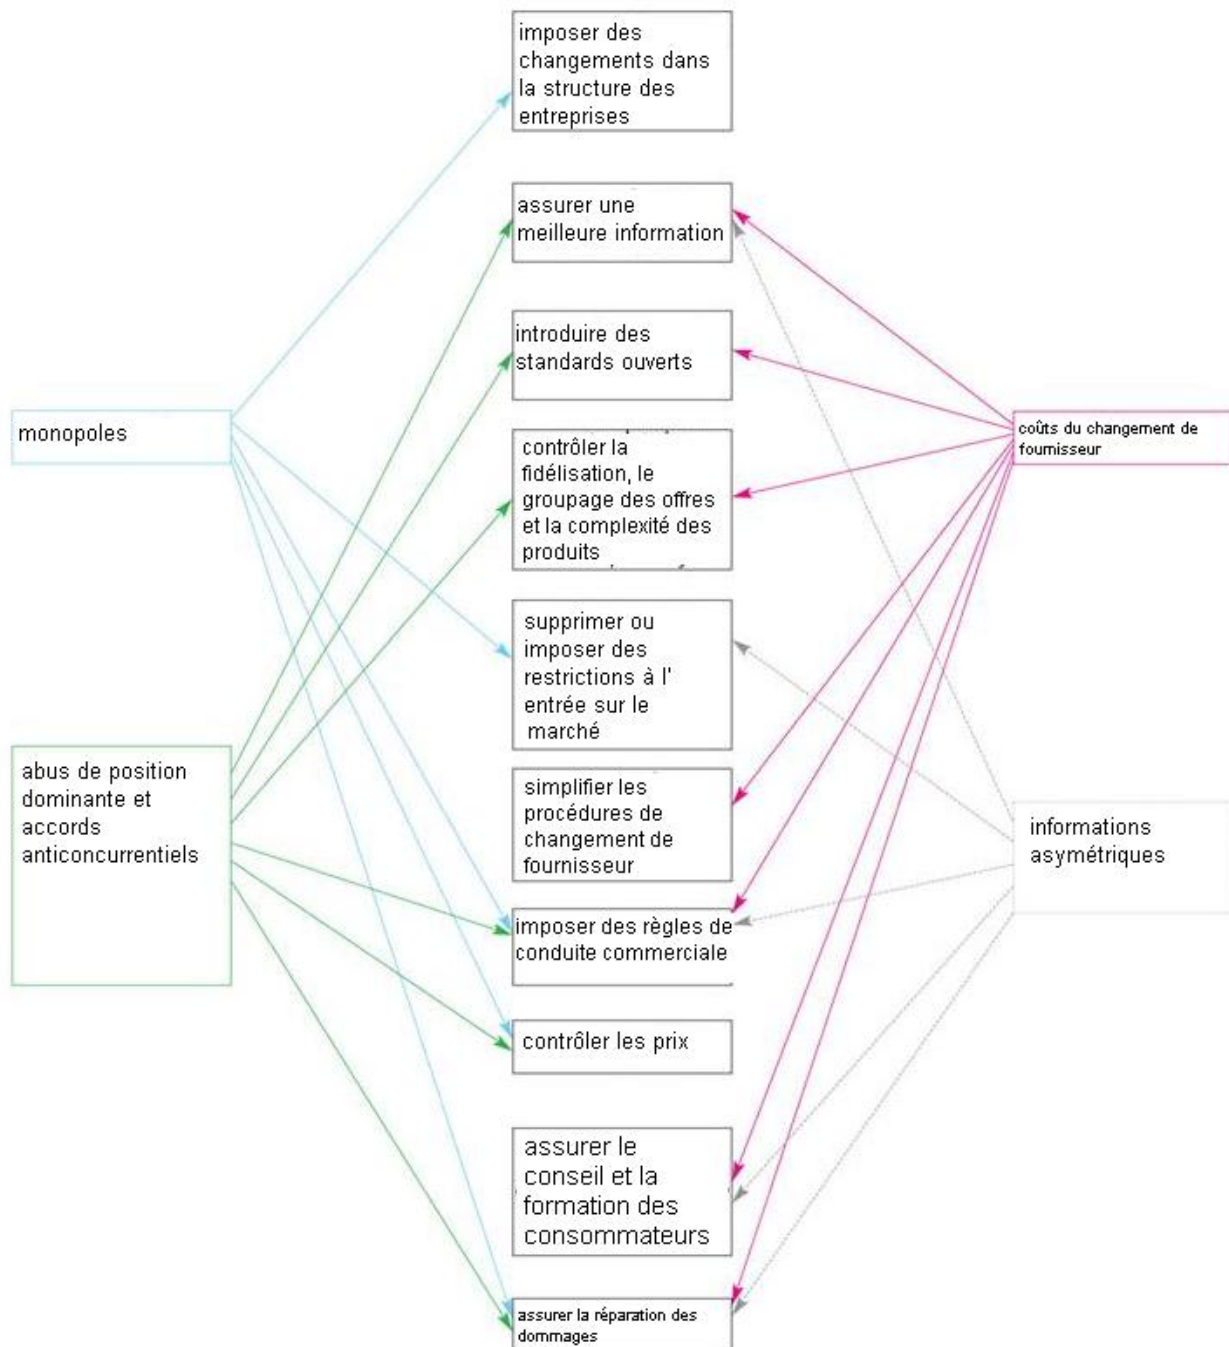 imposer des
changements dans
la structure des
entreprises
assurer une
meilleure information
introduire des
standards ouverts
monopoles
coûts du changement de
fournisseur
contrôler la
fidélisation, le
groupage des offres
et la complexité des
produits
supprimer ou
imposer des
restrictions à l'
entrée sur le
marché
abus de position
dominante et
accords
anticoncurrentiels
simplifier les
procédures de
changement de
fournisseur
informations
asymétriques
imposer des règles de
conduite commerciale
contrôler les prix
assurer le
conseil et la
formation des
consommateurs
assurer la réparation des
dommages